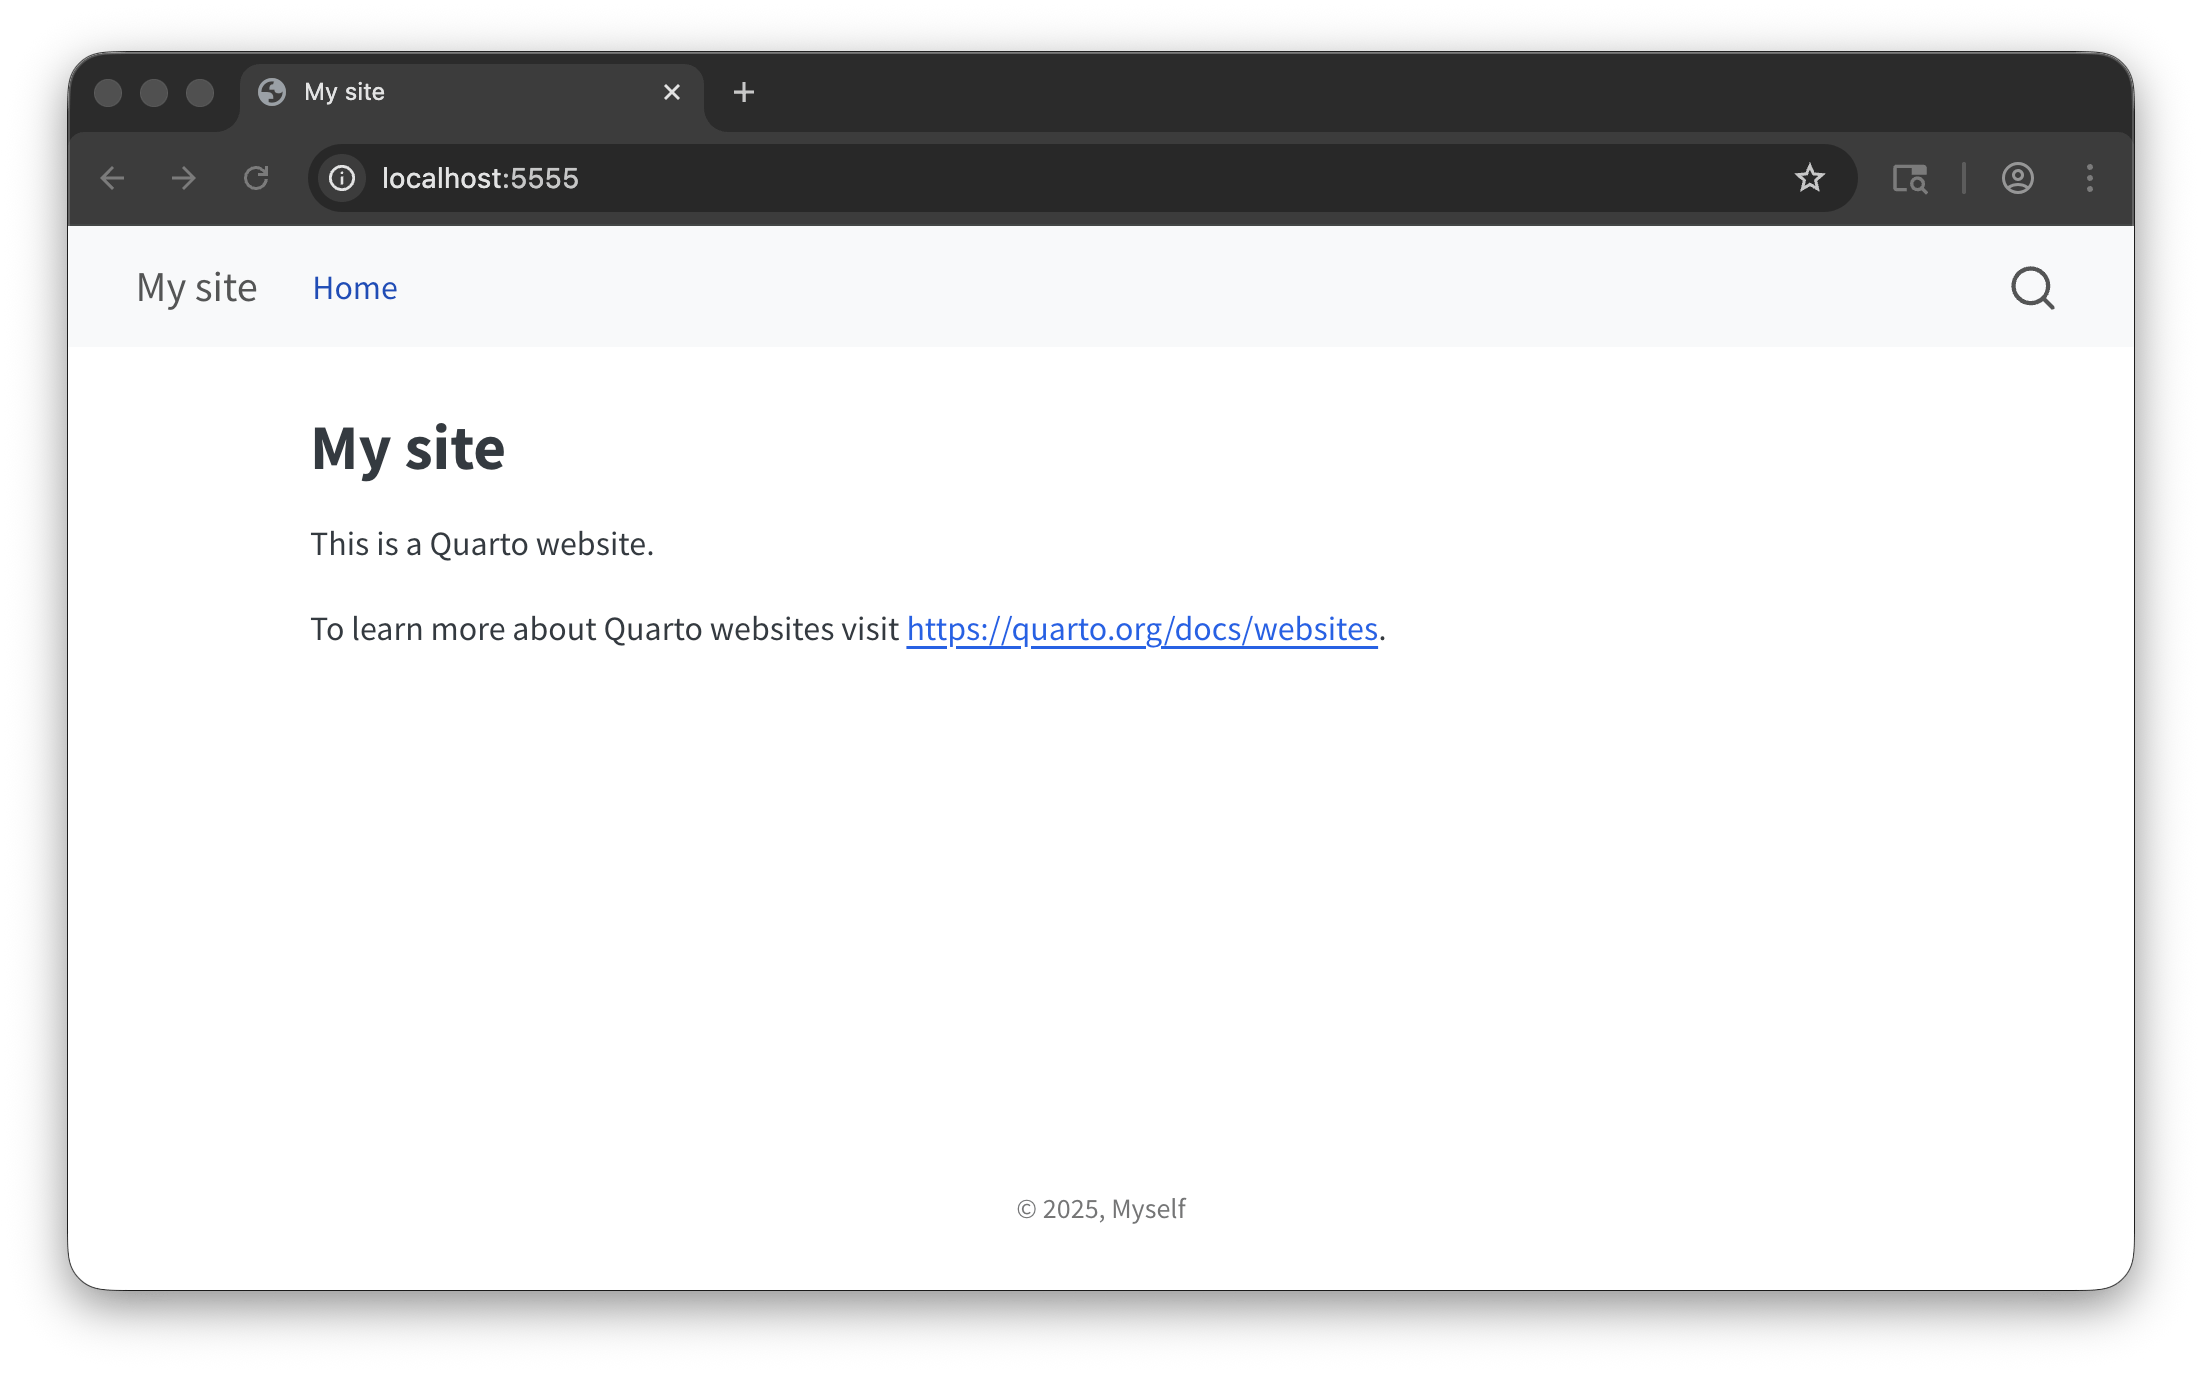 My site
localhost:5555
My site Home
My site
This is a Quarto website.
To learn more about Quarto websites visit https://quarto.org/docs/websites.
© 2025, Myself